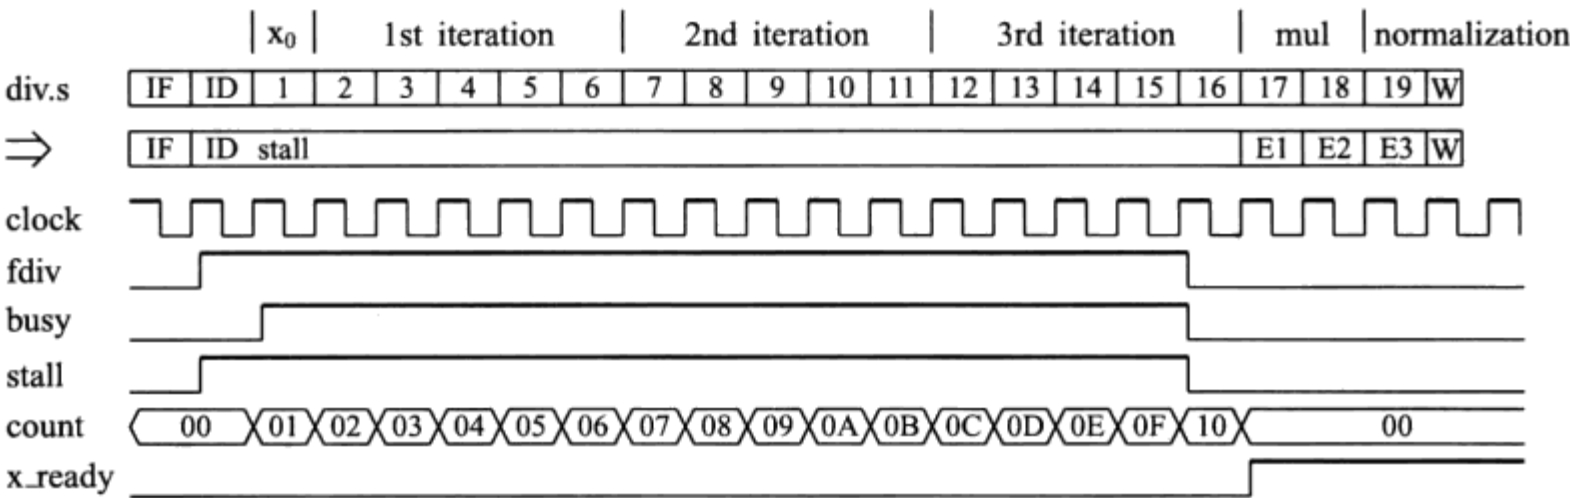 x₀ 1st iteration 2nd iteration 3rd iteration mul normalization
div.s IF ID 1 2 3 4 5 6 7 8 9 10 11 12 13 14 15 16 17 18 19 W
⇒ IF ID stall E1 E2 E3 W
clock
fdiv
busy
stall
count 00 01 02 03 04 05 06 07 08 09 0A 0B 0C 0D 0E 0F 10 00
x_ready